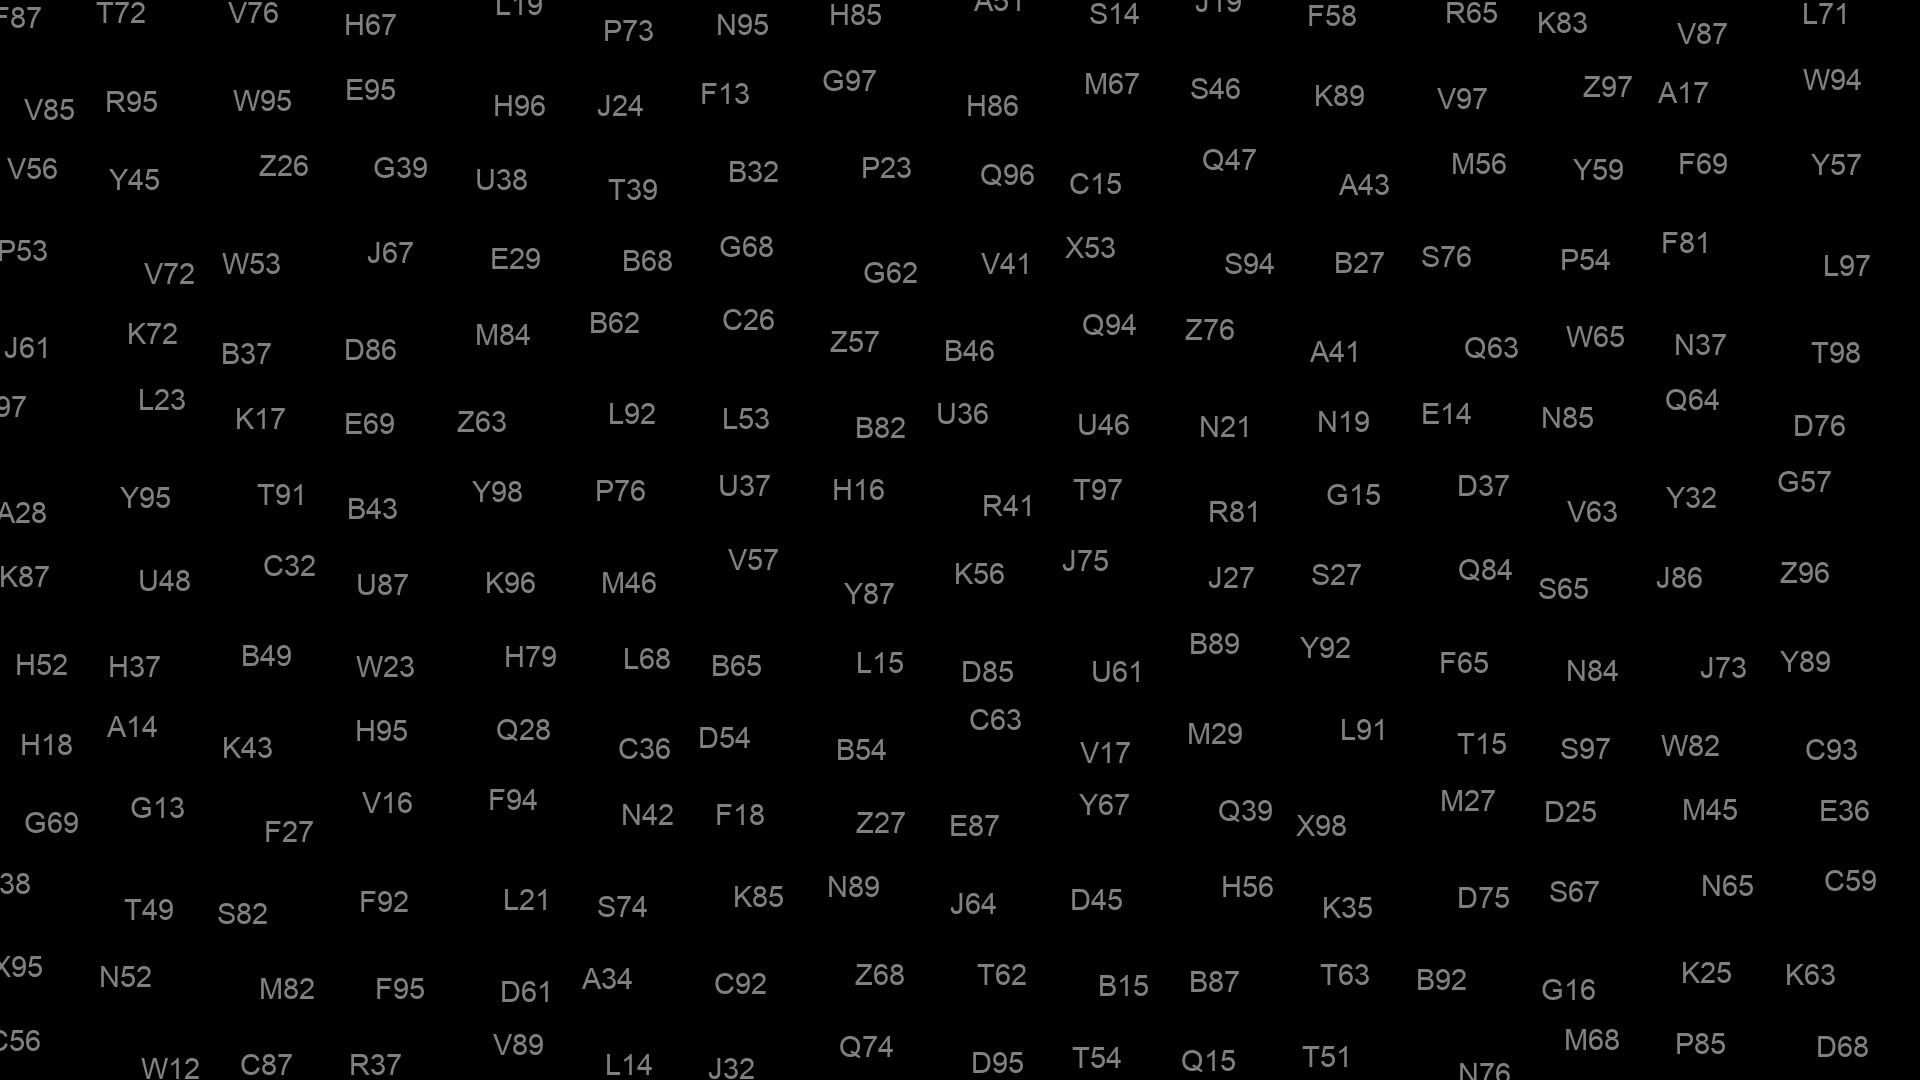 F87 T72 V76 H67 L19 P73 N95 H85 A51 S14 J19 F58 R65 K83 V87 L71
V85 R95 W95 E95 H96 J24 F13 G97 H86 M67 S46 K89 V97 Z97 A17 W94
V56 Y45 Z26 G39 U38 T39 B32 P23 Q96 C15 Q47 A43 M56 Y59 F69 Y57
P53 V72 W53 J67 E29 B68 G68 G62 V41 X53 S94 B27 S76 P54 F81 L97
J61 K72 B37 D86 M84 B62 C26 Z57 B46 Q94 Z76 A41 Q63 W65 N37 T98
97 L23 K17 E69 Z63 L92 L53 B82 U36 U46 N21 N19 E14 N85 Q64 D76
A28 Y95 T91 B43 Y98 P76 U37 H16 R41 T97 R81 G15 D37 V63 Y32 G57
K87 U48 C32 U87 K96 M46 V57 Y87 K56 J75 J27 S27 Q84 S65 J86 Z96
H52 H37 B49 W23 H79 L68 B65 L15 D85 U61 B89 Y92 F65 N84 J73 Y89
H18 A14 K43 H95 Q28 C36 D54 B54 C63 V17 M29 L91 T15 S97 W82 C93
G69 G13 F27 V16 F94 N42 F18 Z27 E87 Y67 Q39 X98 M27 D25 M45 E36
38 T49 S82 F92 L21 S74 K85 N89 J64 D45 H56 K35 D75 S67 N65 C59
X95 N52 M82 F95 D61 A34 C92 Z68 T62 B15 B87 T63 B92 G16 K25 K63
C56 W12 C87 R37 V89 L14 J32 Q74 D95 T54 Q15 T51 N76 M68 P85 D68